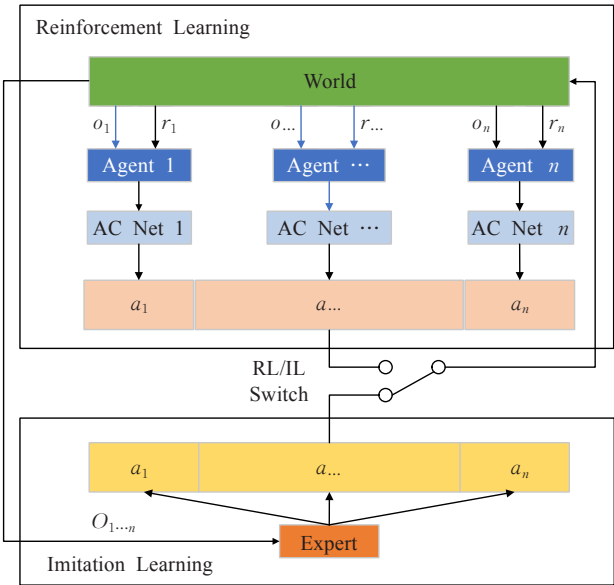 Reinforcement Learning
World
o₁ r₁ o... r... oₙ rₙ
Agent 1 Agent ··· Agent n
AC Net 1 AC Net ··· AC Net n
a₁ a... aₙ
RL/IL
Switch
a₁ a... aₙ
O₁...ₙ
Expert
Imitation Learning